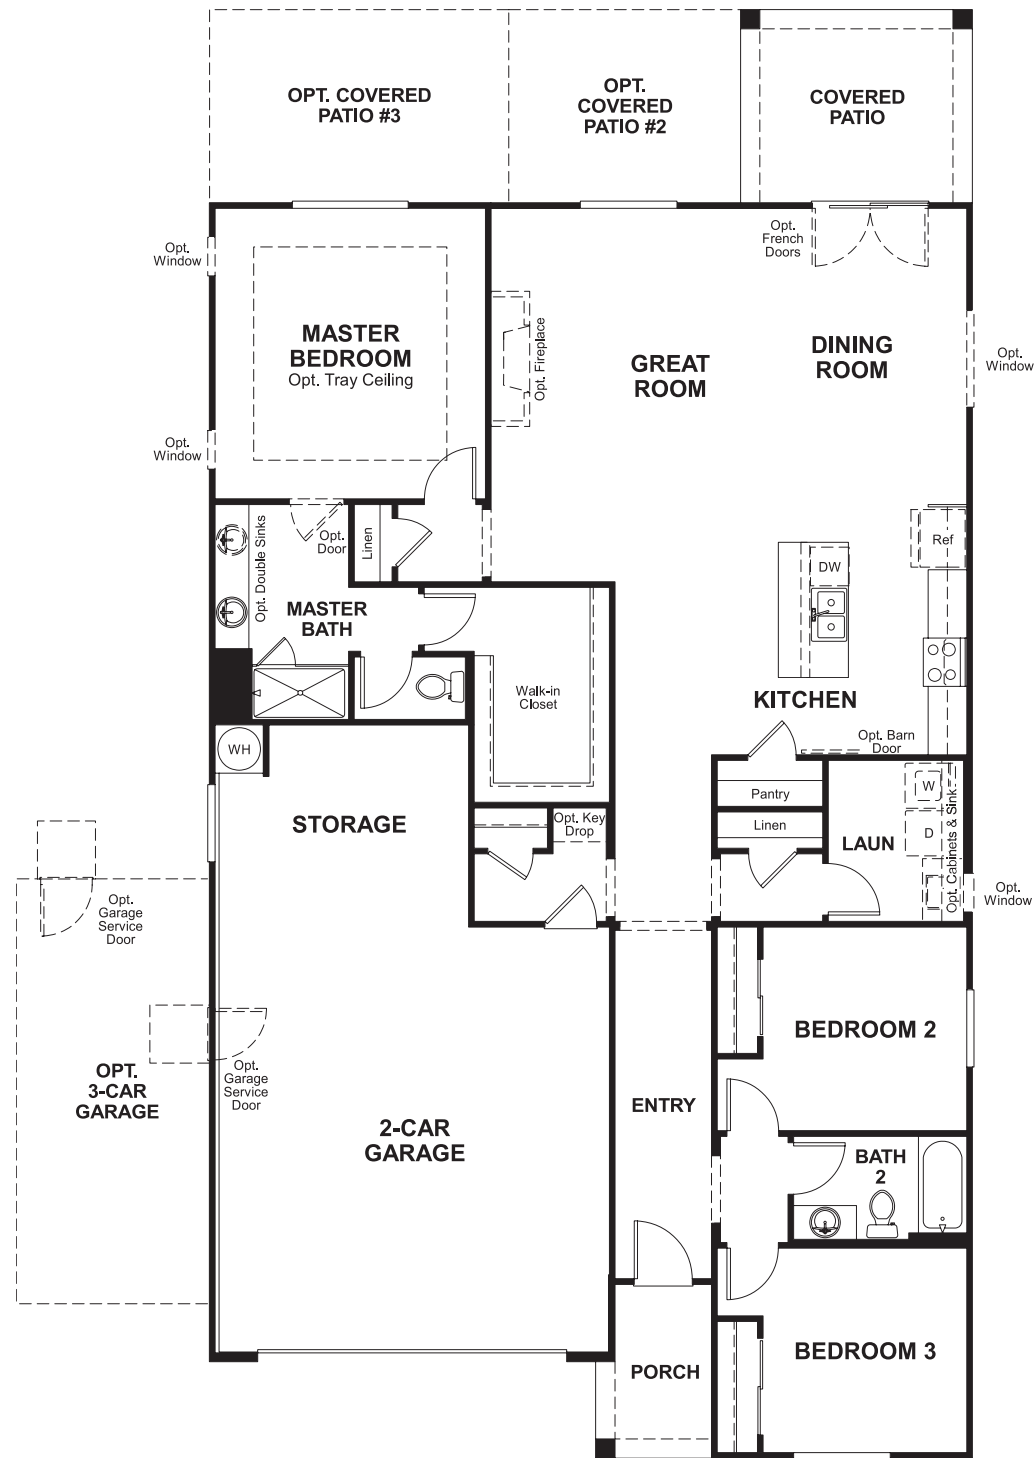 OPT. COVERED
PATIO #3
OPT.
COVERED
PATIO #2
COVERED
PATIO
Opt.
Window
Opt.
French
Doors
MASTER
BEDROOM
Opt. Tray Ceiling
Opt. Fireplace
GREAT
ROOM
DINING
ROOM
Opt.
Window
Opt.
Window
Opt. Double Sinks
Opt.
Door
Linen
Ref
DW
MASTER
BATH
Walk-in
Closet
KITCHEN
Opt. Barn
Door
WH
STORAGE
Pantry
Linen
Opt. Key
Drop
LAUN
W
D
Opt. Cabinets & Sink
Opt.
Window
Opt.
Garage
Service
Door
BEDROOM 2
OPT.
3-CAR
GARAGE
Opt.
Garage
Service
Door
2-CAR
GARAGE
ENTRY
BATH
2
PORCH
BEDROOM 3